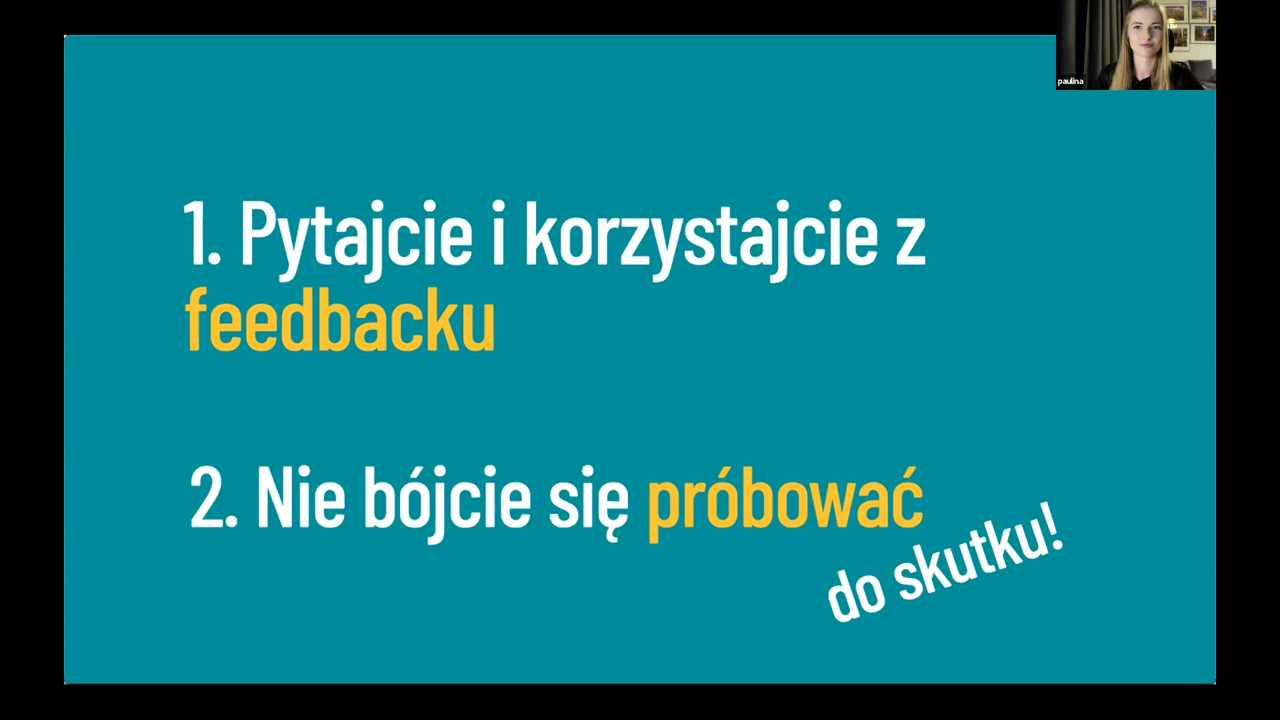 paulina
1. Pytajcie i korzystajcie z
feedbacku
2. Nie bójcie się próbować
do skutku!